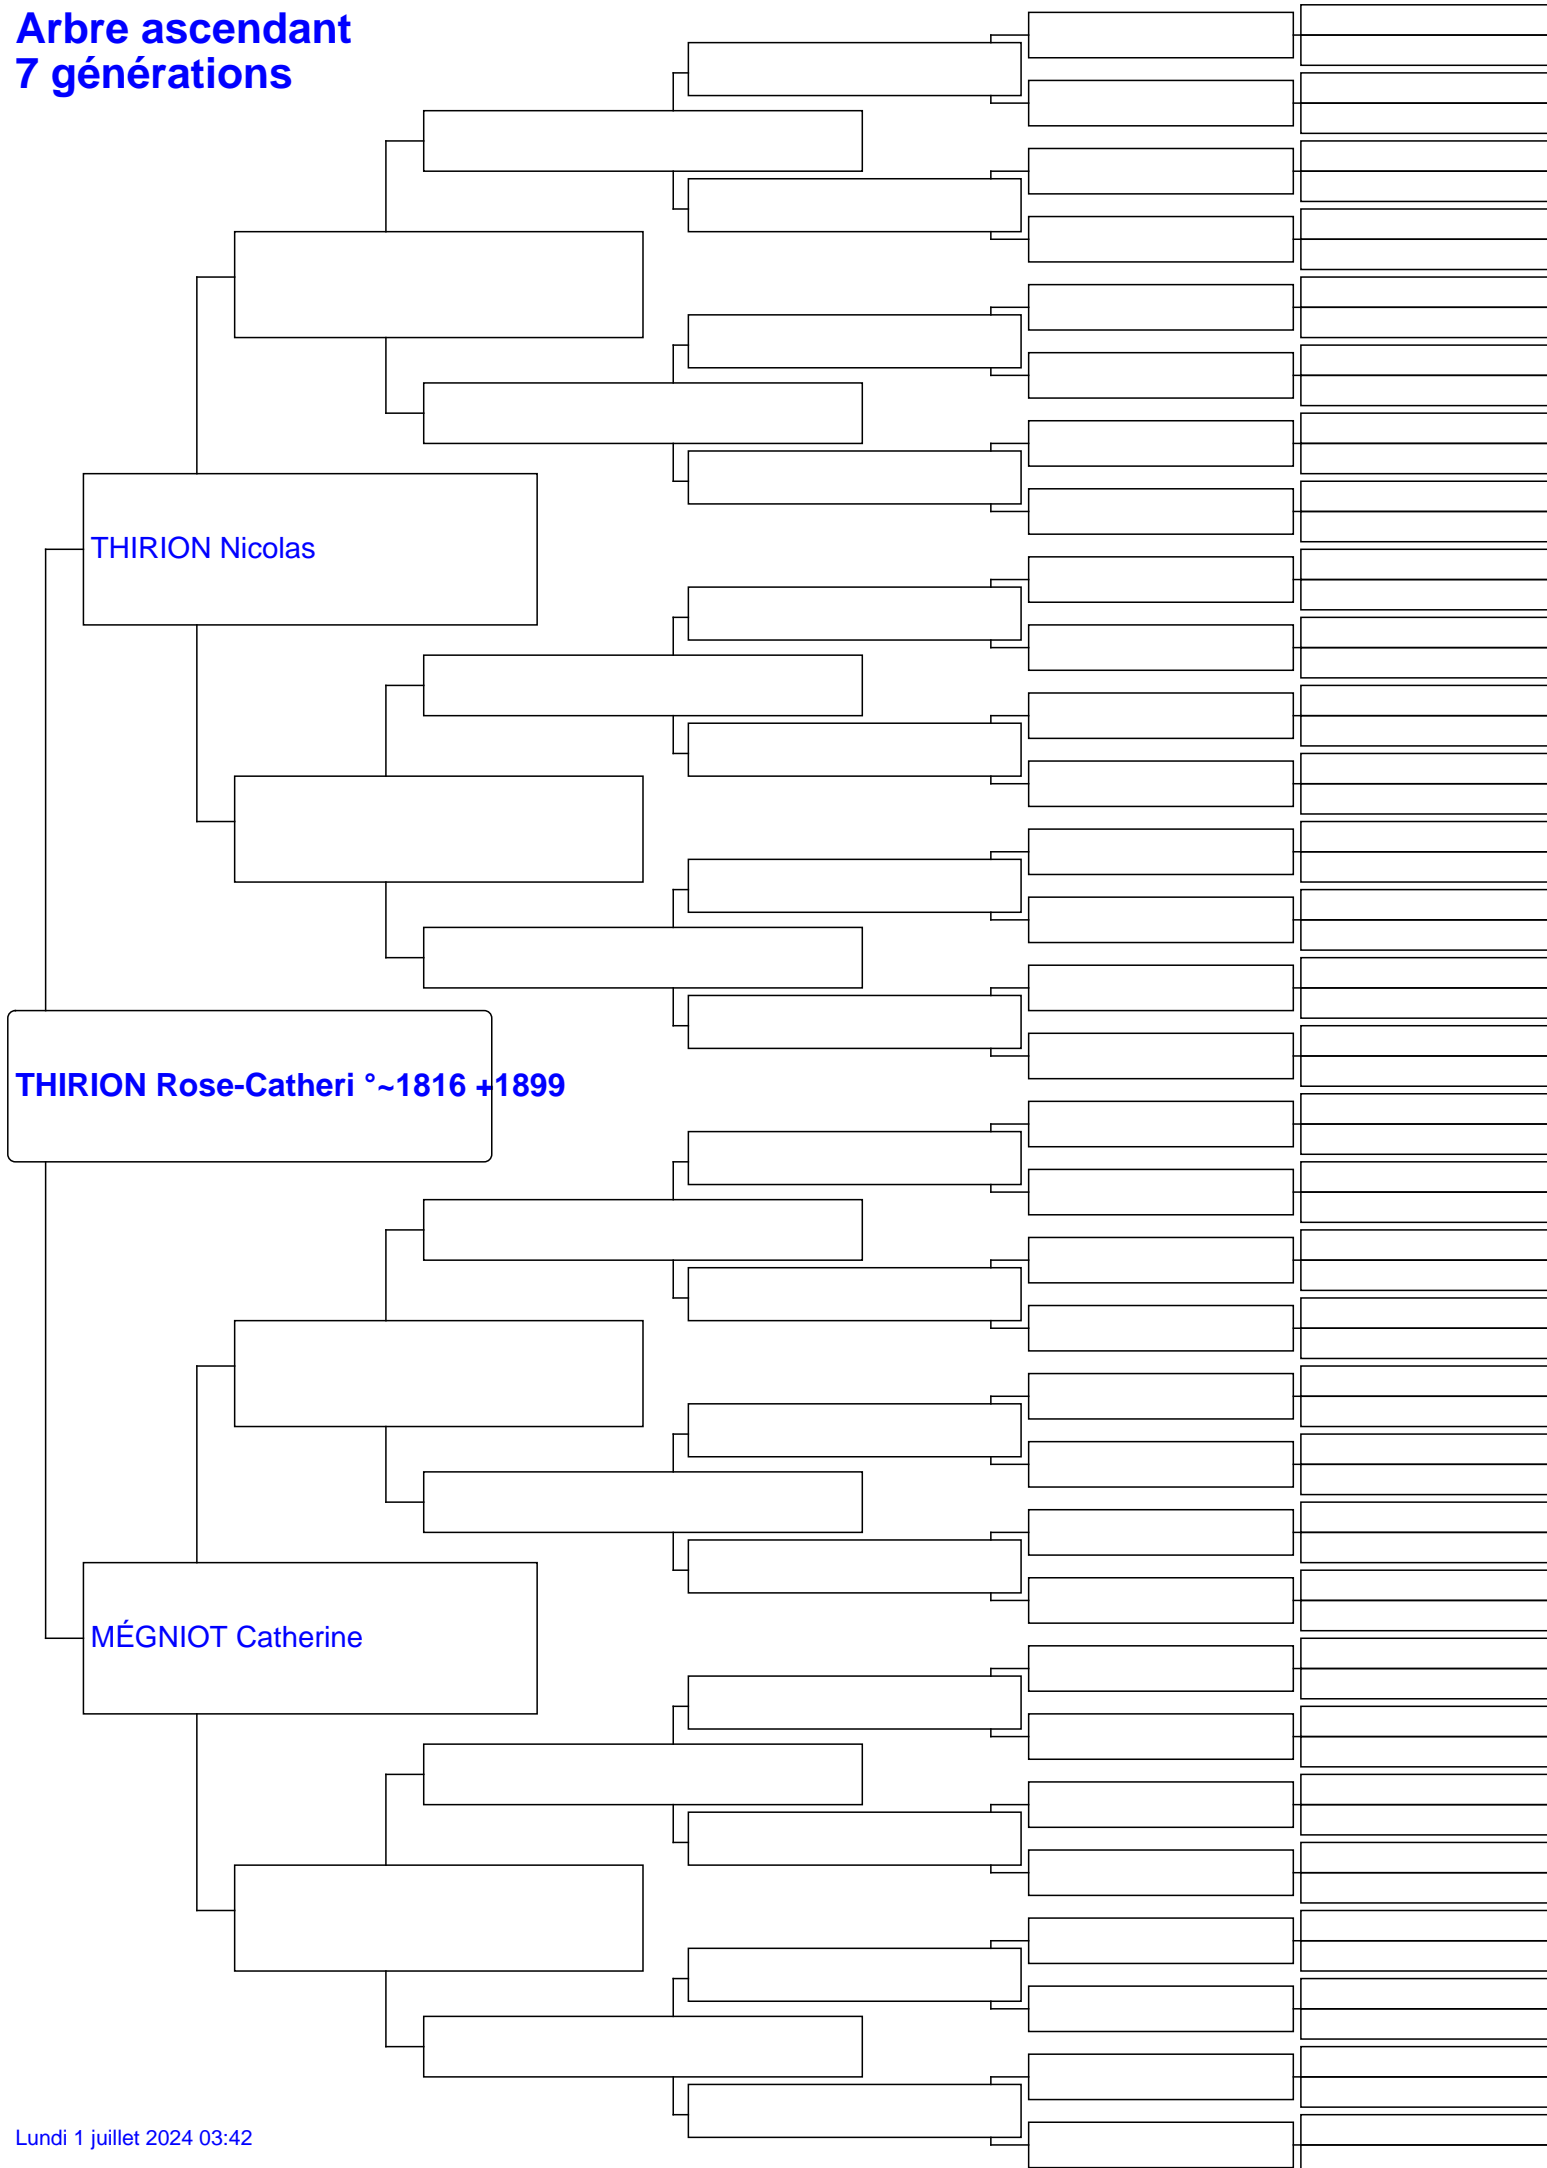 Arbre ascendant
7 générations
THIRION Nicolas
THIRION Rose-Catheri °~1816 +1899
MÉGNIOT Catherine
Lundi 1 juillet 2024 03:42